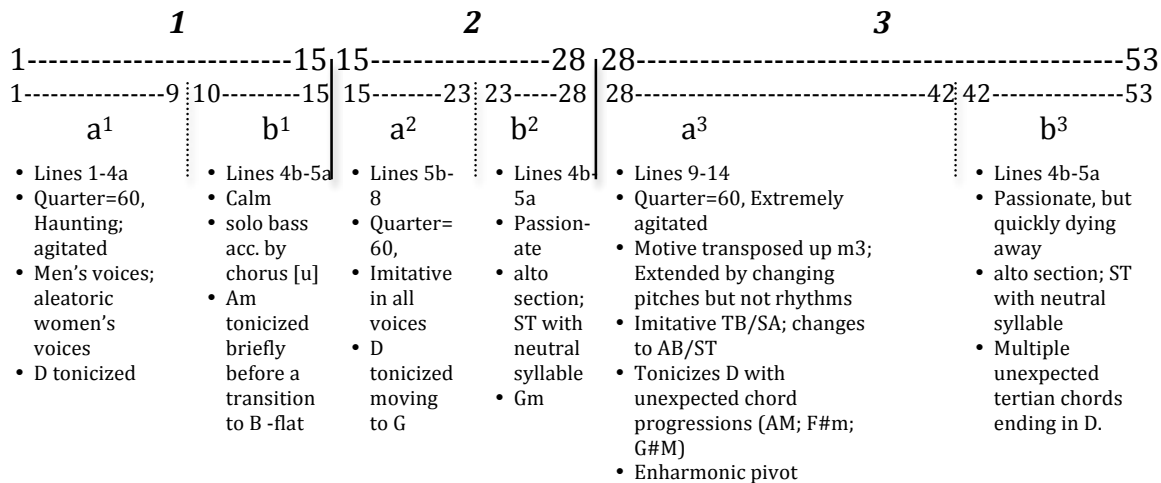 1 2 3
1--------------------------15 15------------------28 28--------------------------------------------53
1--------------9 10--------15 15----------23 23-----28 28------------------------------42 42---------------53
a1 b1 a2 b2 a3 b3
• Lines 1-4a
• Quarter=60,
Haunting;
agitated
• Men's voices;
aleatoric
women's
voices
• D tonicized
• Lines 4b-5a
• Calm
• solo bass
acc. by
chorus [u]
• Am
tonicized
briefly
before a
transition
to B -flat
• Lines 5b-
8
• Quarter=
60,
• Imitative
in all
voices
• D
tonicized
moving
to G
• Lines 4b-
5a
• Passion-
ate
• alto
section;
ST with
neutral
syllable
• Gm
• Lines 9-14
• Quarter=60, Extremely
agitated
• Motive transposed up m3;
Extended by changing
pitches but not rhythms
• Imitative TB/SA; changes
to AB/ST
• Tonicizes D with
unexpected chord
progressions (AM; F#m;
G#M)
• Enharmonic pivot
• Lines 4b-5a
• Passionate, but
quickly dying
away
• alto section; ST
with neutral
syllable
• Multiple
unexpected
tertian chords
ending in D.